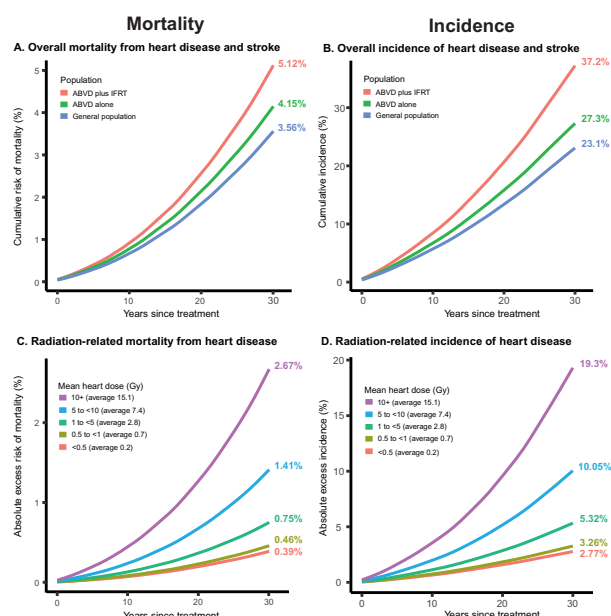 Mortality
Incidence
A. Overall mortality from heart disease and stroke
5
4
3
2
1
0
Cumulative risk of mortality (%)
Population
ABVD plus IFRT
ABVD alone
General population
5.12%
4.15%
3.56%
0
10
20
30
Years since treatment
B. Overall incidence of heart disease and stroke
30
20
10
0
Cumulative incidence (%)
Population
ABVD plus IFRT
ABVD alone
General population
37.2%
27.3%
23.1%
0
10
20
30
Years since treatment
C. Radiation-related mortality from heart disease
2
1
0
Absolute excess risk of mortality (%)
Mean heart dose (Gy)
10+ (average 15.1)
5 to <10 (average 7.4)
1 to <5 (average 2.8)
0.5 to <1 (average 0.7)
<0.5 (average 0.2)
2.67%
1.41%
0.75%
0.46%
0.39%
0
10
20
30
Years since treatment
D. Radiation-related incidence of heart disease
20
15
10
5
0
Absolute excess incidence (%)
Mean heart dose (Gy)
10+ (average 15.1)
5 to <10 (average 7.4)
1 to <5 (average 2.8)
0.5 to <1 (average 0.7)
<0.5 (average 0.2)
19.3%
10.05%
5.32%
3.26%
2.77%
0
10
20
30
Years since treatment